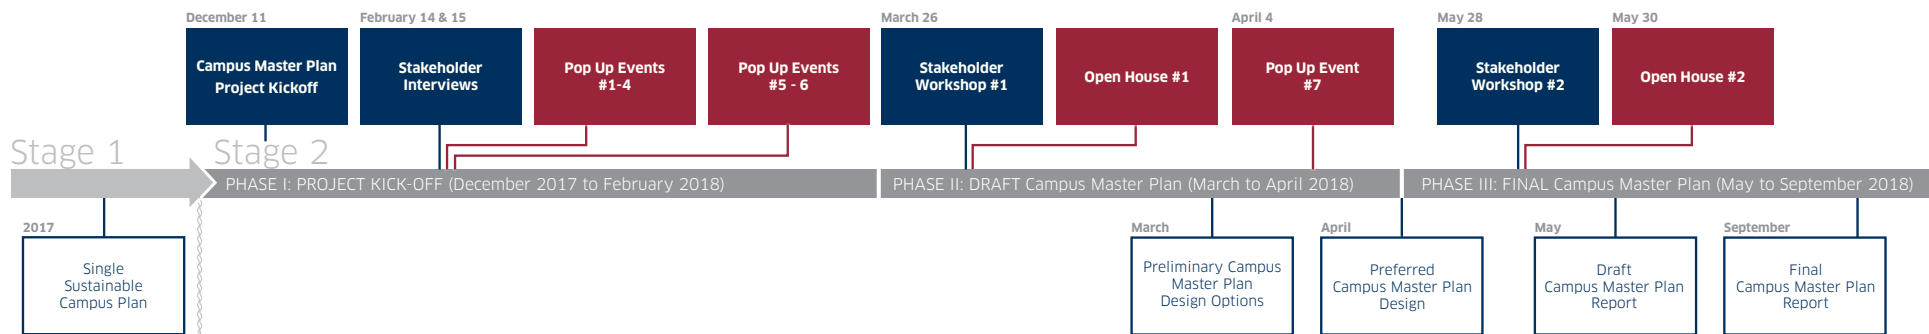 December 11
Campus Master Plan
Project Kickoff
February 14 & 15
Stakeholder
Interviews
Pop Up Events
#1-4
Pop Up Events
#5 - 6
March 26
Stakeholder
Workshop #1
Open House #1
April 4
Pop Up Event
#7
May 28
Stakeholder
Workshop #2
May 30
Open House #2
Stage 1
Stage 2
PHASE I: PROJECT KICK-OFF (December 2017 to February 2018)
PHASE II: DRAFT Campus Master Plan (March to April 2018)
PHASE III: FINAL Campus Master Plan (May to September 2018)
2017
Single
Sustainable
Campus Plan
March
Preliminary Campus
Master Plan
Design Options
April
Preferred
Campus Master Plan
Design
May
Draft
Campus Master Plan
Report
September
Final
Campus Master Plan
Report